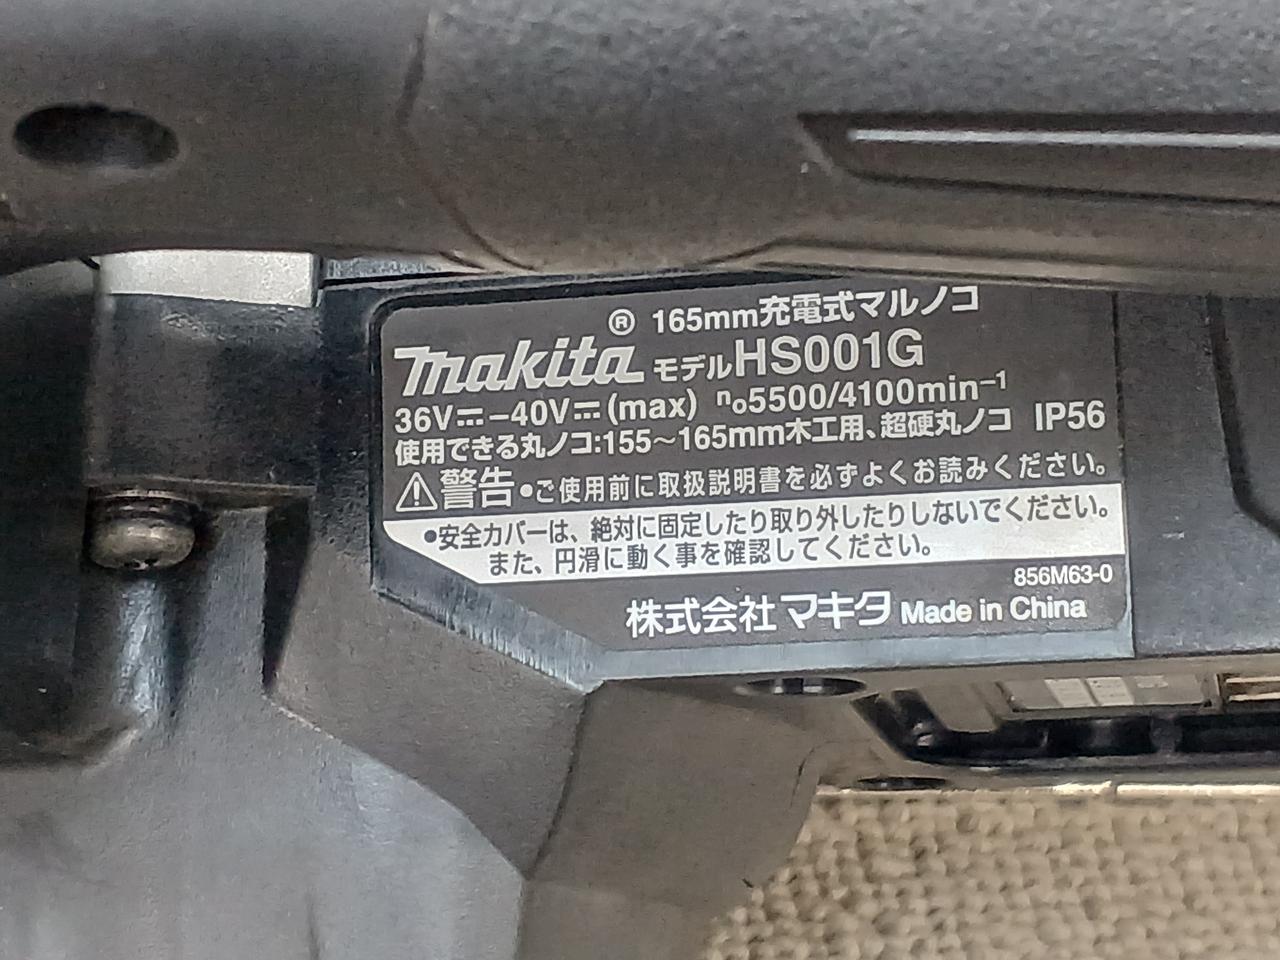 ® 165mm充電式マルノコ
makita モデルHS001G
36V⎓-40V⎓(max) n₀5500/4100min⁻¹
使用できる丸ノコ:155～165mm木工用、超硬丸ノコ IP56
⚠警告 •ご使用前に取扱説明書を必ずよくお読みください。
•安全カバーは、絶対に固定したり取り外したりしないでください。
また、円滑に動く事を確認してください。
856M63-0
株式会社マキタ Made in China